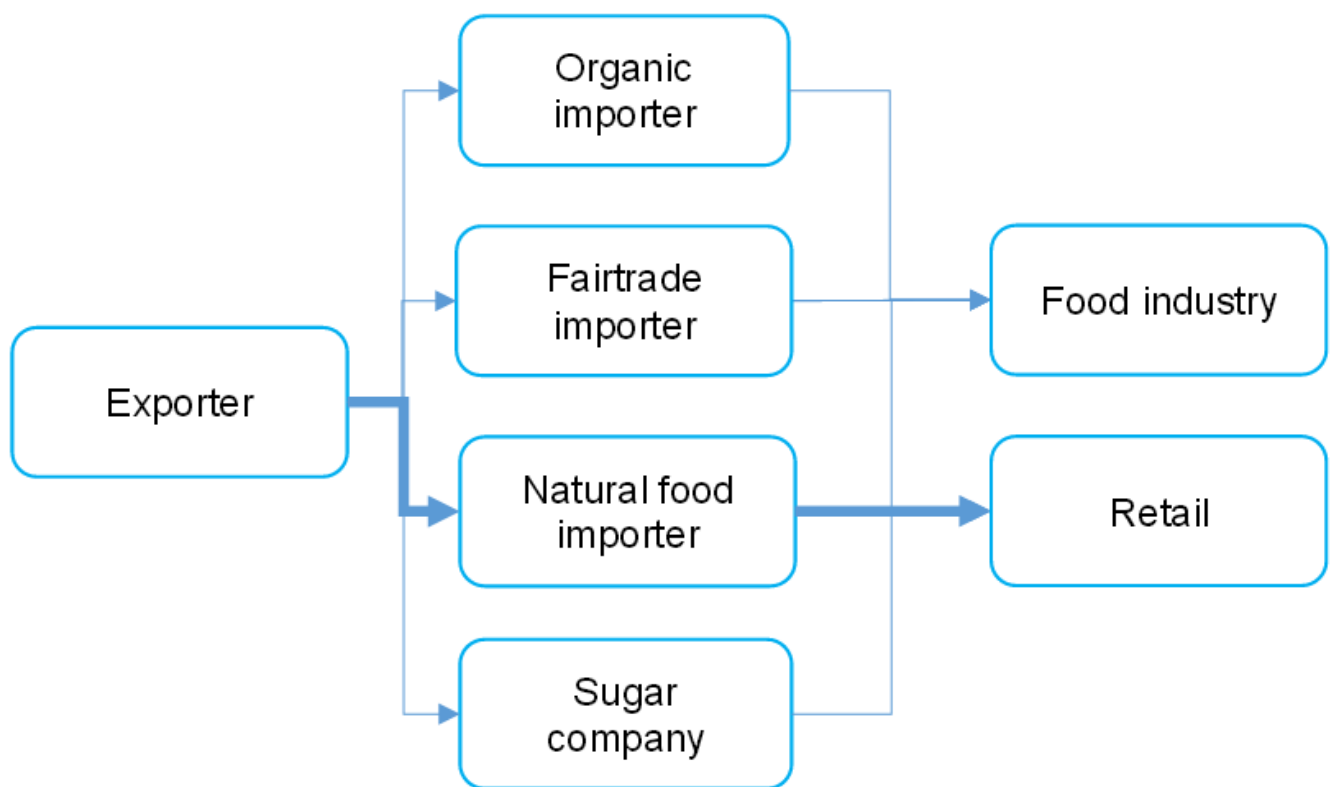 Organic
importer
Fairtrade
importer
Food industry
Exporter
Natural food
importer
Retail
Sugar
company